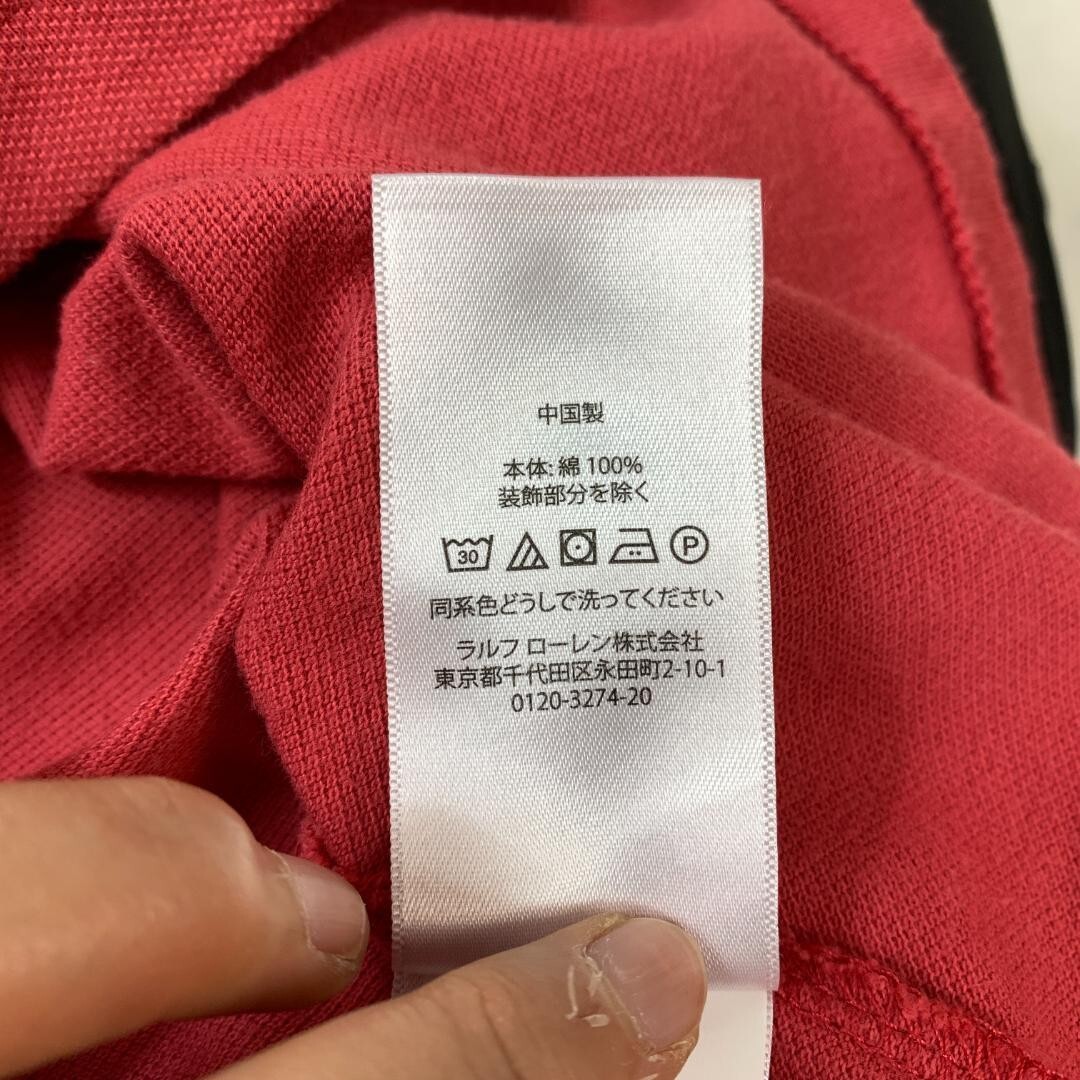 中国製
本体: 綿 100%
装飾部分を除く
30 P
同系色どうしで洗ってください
ラルフ ローレン株式会社
東京都千代田区永田町2-10-1
0120-3274-20